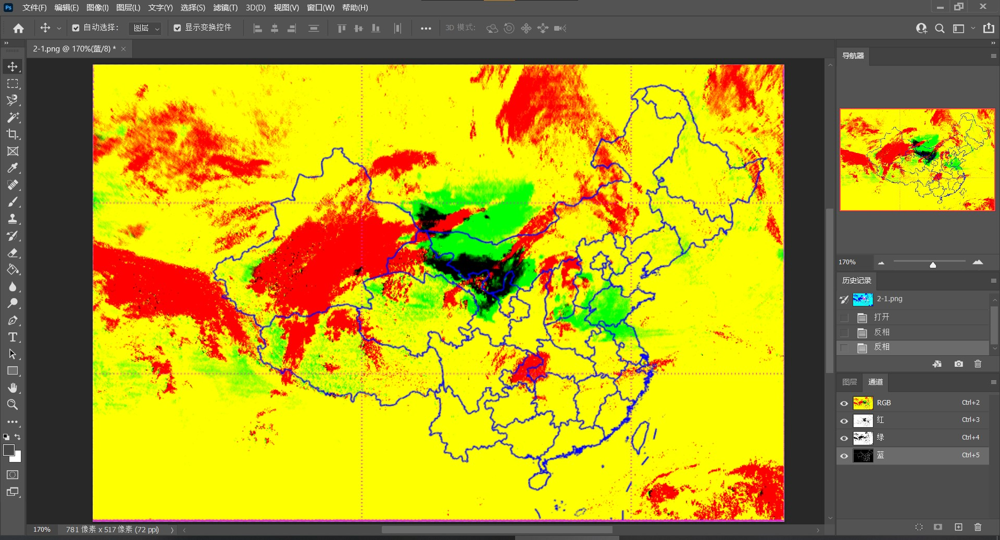 Ps 文件(F) 编辑(E) 图像(I) 图层(L) 文字(Y) 选择(S) 滤镜(T) 3D(D) 视图(V) 窗口(W) 帮助(H)
自动选择： 图层 显示变换控件 3D 模式：
2-1.png @ 170%(蓝/8) * ×
导航器
170%
历史记录
2-1.png
打开
反相
反相
图层 通道
RGB Ctrl+2
红 Ctrl+3
绿 Ctrl+4
蓝 Ctrl+5
170% 781 像素 x 517 像素 (72 ppi)